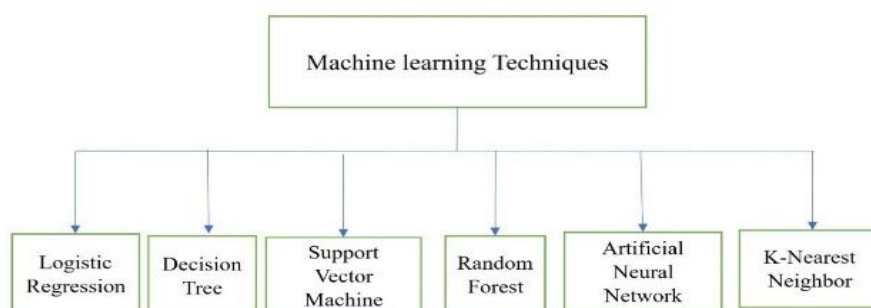 Machine learning Techniques
Logistic
Regression
Decision
Tree
Support
Vector
Machine
Random
Forest
Artificial
Neural
Network
K-Nearest
Neighbor